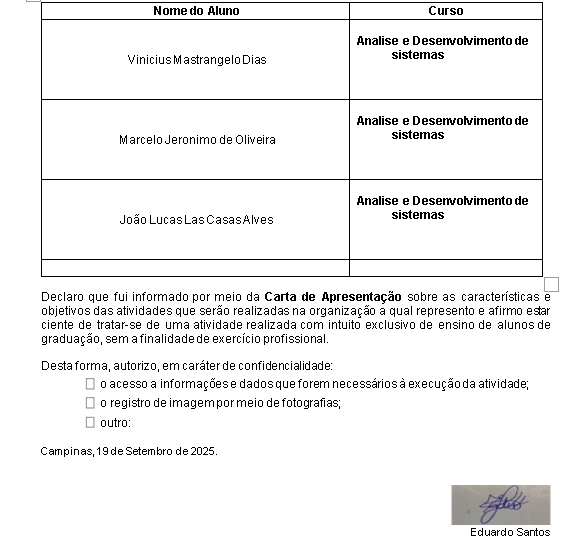 Nome do Aluno Curso
Vinicius Mastrangelo Dias
Analise e Desenvolvimento de
sistemas
Marcelo Jeronimo de Oliveira
Analise e Desenvolvimento de
sistemas
João Lucas Las Casas Alves
Analise e Desenvolvimento de
sistemas
Declaro que fui informado por meio da Carta de Apresentação sobre as características e
objetivos das atividades que serão realizadas na organização a qual represento e afirmo estar
ciente de tratar-se de uma atividade realizada com intuito exclusivo de ensino de alunos de
graduação, sem a finalidade de exercício profissional.
Desta forma, autorizo, em caráter de confidencialidade:
☐ o acesso a informações e dados que forem necessários à execução da atividade;
☐ o registro de imagem por meio de fotografias;
☐ outro:
Campinas, 19 de Setembro de 2025.
Eduardo Santos